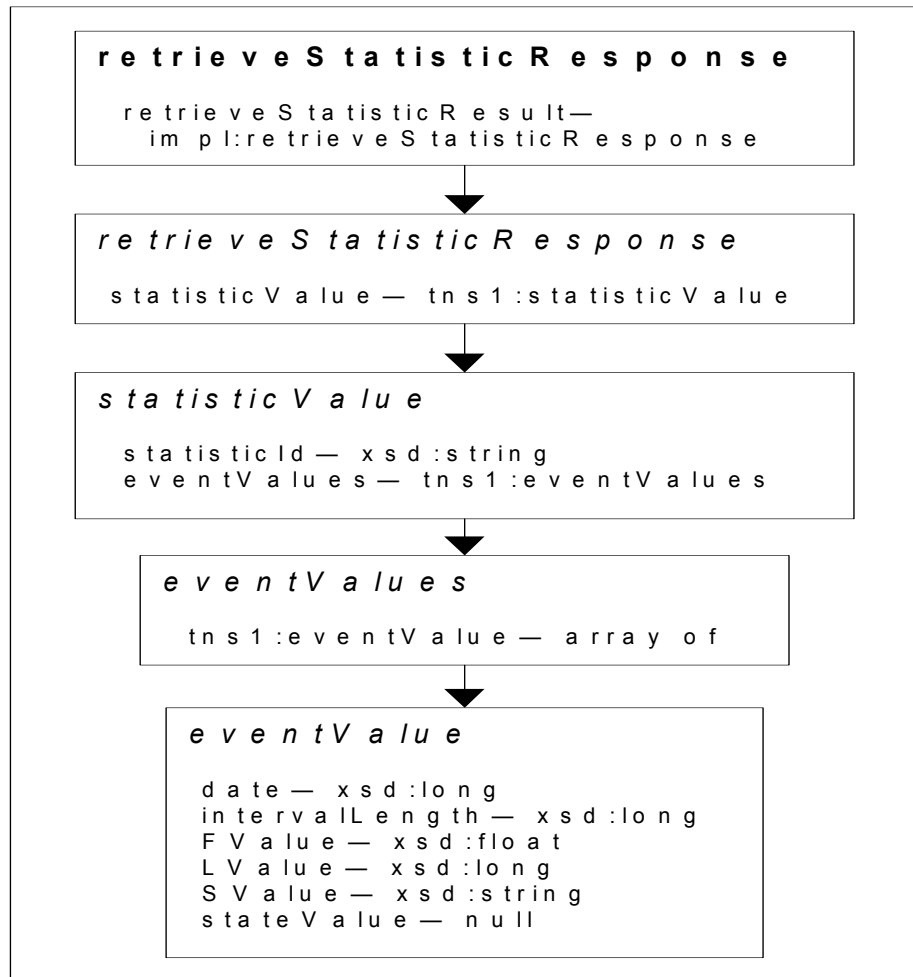 retrieveStatisticResponse
retrieveStatisticResult—
impl:retrieveStatisticResponse
retrieveStatisticResponse
statisticValue— tns1:statisticValue
statisticValue
statisticId— xsd:string
eventValues— tns1:eventValues
eventValues
tns1:eventValue— array of
eventValue
date— xsd:long
intervalLength— xsd:long
FValue— xsd:float
LValue— xsd:long
SValue— xsd:string
stateValue— null